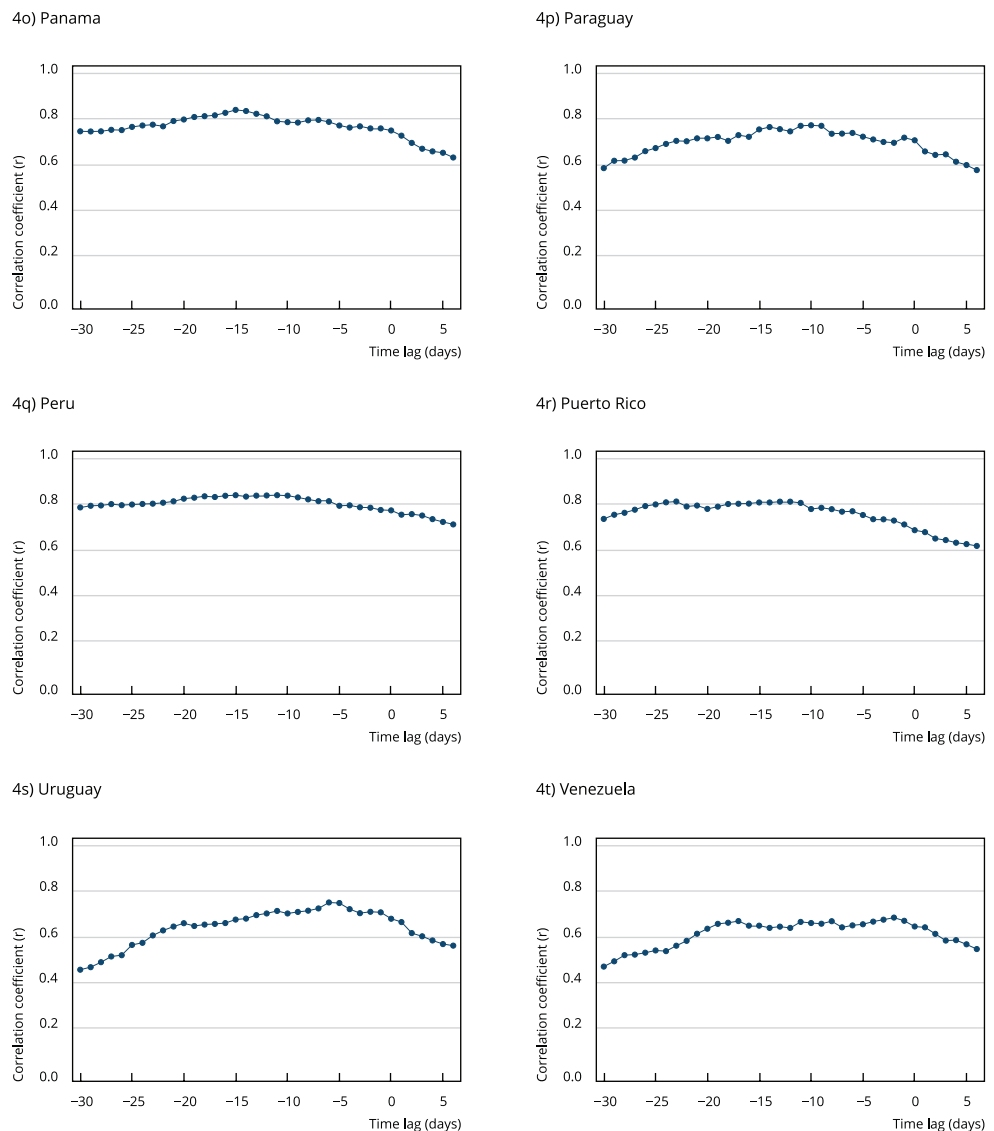 4o) Panama
Correlation coefficient (r)
1.0
0.8
0.6
0.4
0.2
0.0
−30 −25 −20 −15 −10 −5 0 5
Time lag (days)
4p) Paraguay
Correlation coefficient (r)
1.0
0.8
0.6
0.4
0.2
0.0
−30 −25 −20 −15 −10 −5 0 5
Time lag (days)
4q) Peru
Correlation coefficient (r)
1.0
0.8
0.6
0.4
0.2
0.0
−30 −25 −20 −15 −10 −5 0 5
Time lag (days)
4r) Puerto Rico
Correlation coefficient (r)
1.0
0.8
0.6
0.4
0.2
0.0
−30 −25 −20 −15 −10 −5 0 5
Time lag (days)
4s) Uruguay
Correlation coefficient (r)
1.0
0.8
0.6
0.4
0.2
0.0
−30 −25 −20 −15 −10 −5 0 5
Time lag (days)
4t) Venezuela
Correlation coefficient (r)
1.0
0.8
0.6
0.4
0.2
0.0
−30 −25 −20 −15 −10 −5 0 5
Time lag (days)